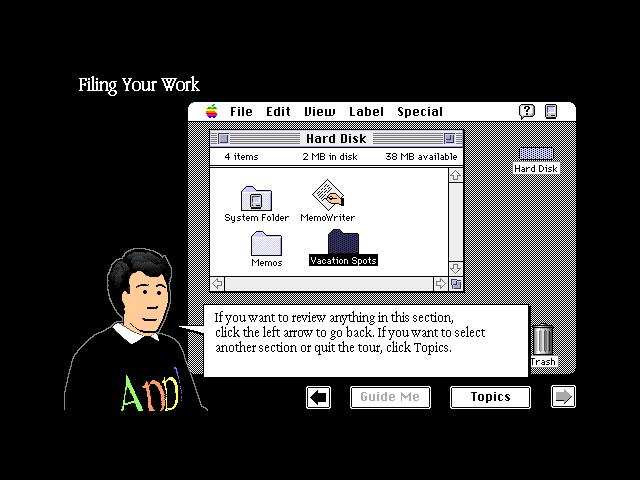 Filing Your Work
File Edit View Label Special
Hard Disk
4 items 2 MB in disk 38 MB available
Hard Disk
System Folder MemoWriter
Memos Vacation Spots
If you want to review anything in this section,
click the left arrow to go back. If you want to select
another section or quit the tour, click Topics.
Trash
Guide Me Topics